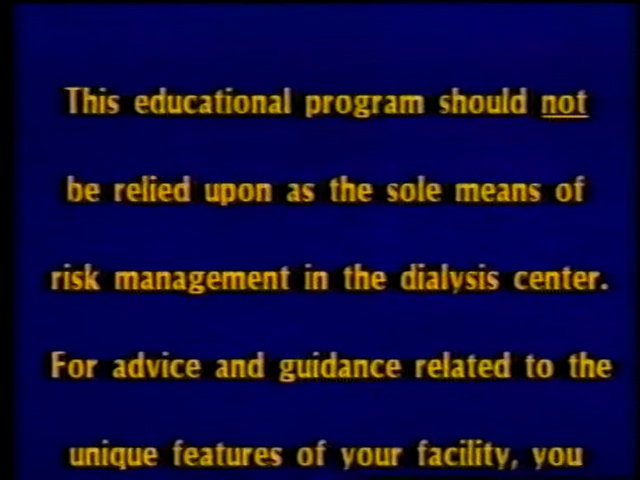 This educational program should not
be relied upon as the sole means of
risk management in the dialysis center.
For advice and guidance related to the
unique features of your facility, you